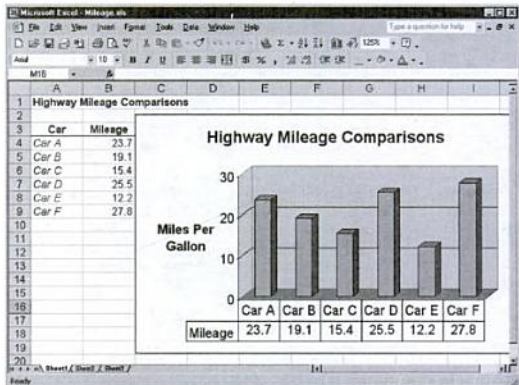 Microsoft Excel - Mileage.xls
File Edit View Insert Format Tools Data Window Help Type a question for help
125%
Arial 10 B I U $ % ,
M16 fx
A B C D E F G H I
1 Highway Mileage Comparisons
2
3 Car Mileage
4 Car A 23.7
5 Car B 19.1
6 Car C 15.4
7 Car D 25.5
8 Car E 12.2
9 Car F 27.8
10
11
12
13
14
15
16
17
18
19
20
Highway Mileage Comparisons
Miles Per
Gallon
30
20
10
0
Car A Car B Car C Car D Car E Car F
Mileage 23.7 19.1 15.4 25.5 12.2 27.8
Sheet1 / Sheet2 / Sheet3 /
Ready